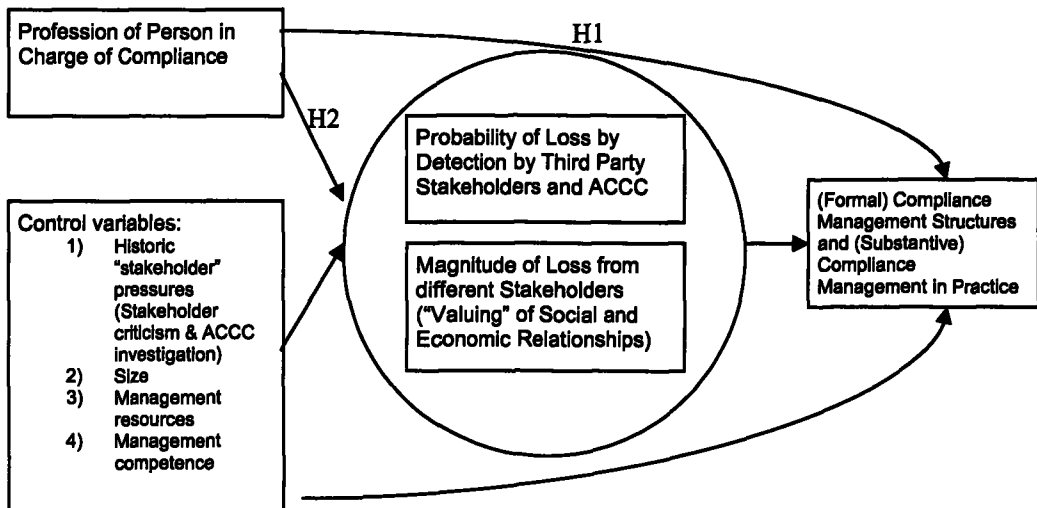 Profession of Person in
Charge of Compliance
H1
H2
Probability of Loss by
Detection by Third Party
Stakeholders and ACCC
Magnitude of Loss from
different Stakeholders
("Valuing" of Social and
Economic Relationships)
(Formal) Compliance
Management Structures
and (Substantive)
Compliance
Management in Practice
Control variables:
1) Historic
"stakeholder"
pressures
(Stakeholder
criticism & ACCC
investigation)
2) Size
3) Management
resources
4) Management
competence